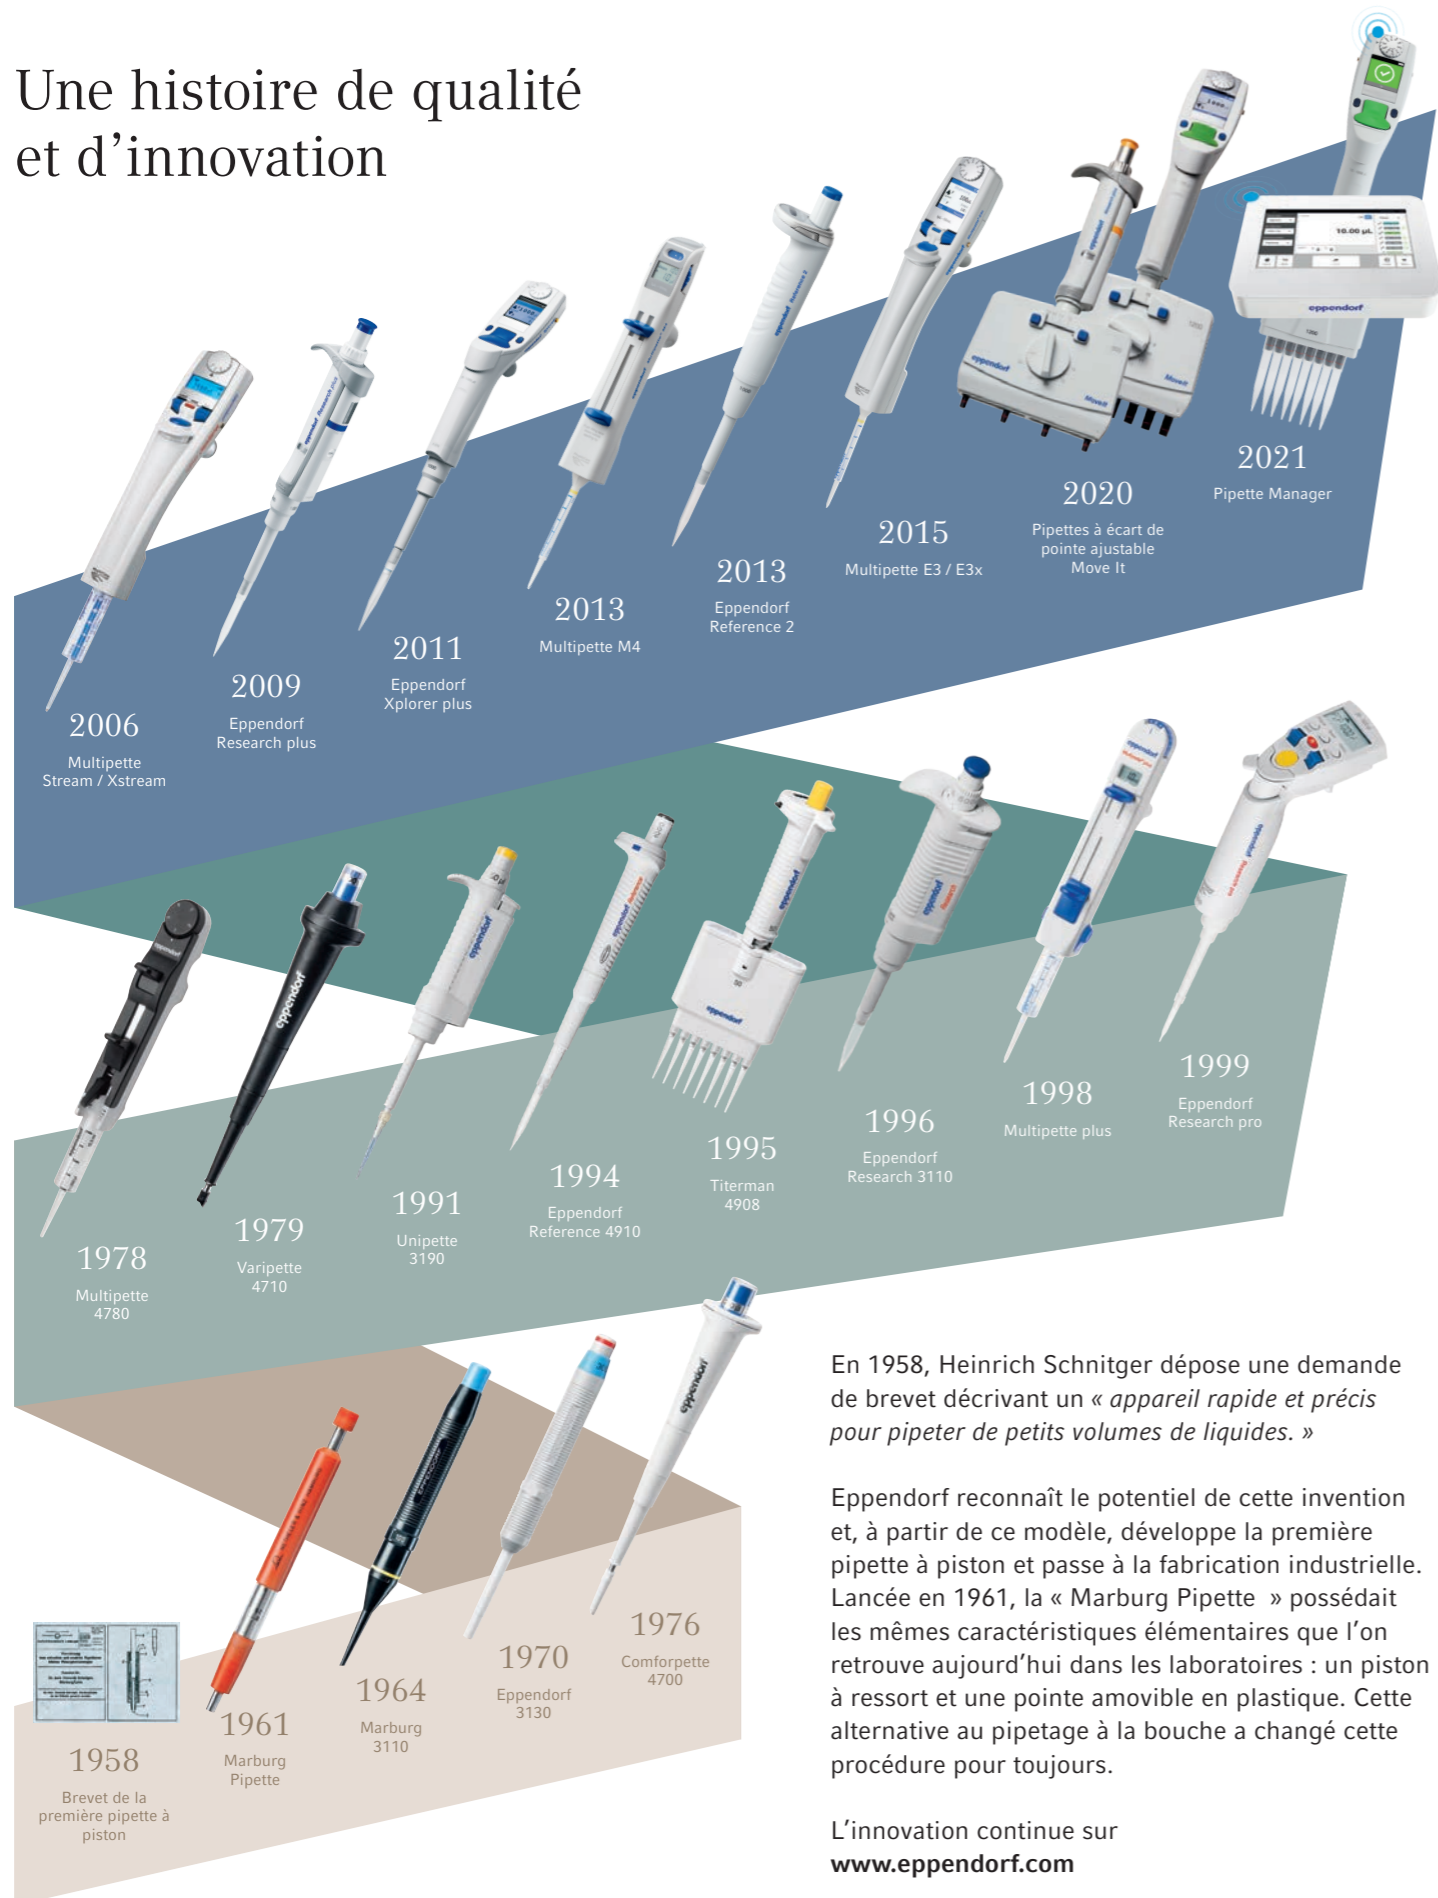 Une histoire de qualité
et d’innovation
eppendorf
10.00 µL
2021
Pipette Manager
2020
Pipettes à écart de
pointe ajustable
Move It
2015
Multipette E3 / E3x
2013
Eppendorf
Reference 2
2013
Multipette M4
2011
Eppendorf
Xplorer plus
2009
Eppendorf
Research plus
2006
Multipette
Stream / Xstream
1978
Multipette
4780
1979
Varipette
4710
1991
Unipette
3190
1994
Eppendorf
Reference 4910
1995
Titerman
4908
1996
Eppendorf
Research 3110
1998
Multipette plus
1999
Eppendorf
Research pro
1958
Brevet de la
première pipette à
piston
1961
Marburg
Pipette
1964
Marburg
3110
1970
Eppendorf
3130
1976
Comforpette
4700
En 1958, Heinrich Schnitger dépose une demande
de brevet décrivant un « appareil rapide et précis
pour pipeter de petits volumes de liquides. »
Eppendorf reconnaît le potentiel de cette invention
et, à partir de ce modèle, développe la première
pipette à piston et passe à la fabrication industrielle.
Lancée en 1961, la « Marburg Pipette  » possédait
les mêmes caractéristiques élémentaires que l’on
retrouve aujourd’hui dans les laboratoires : un piston
à ressort et une pointe amovible en plastique. Cette
alternative au pipetage à la bouche a changé cette
procédure pour toujours.
L’innovation continue sur
www.eppendorf.com